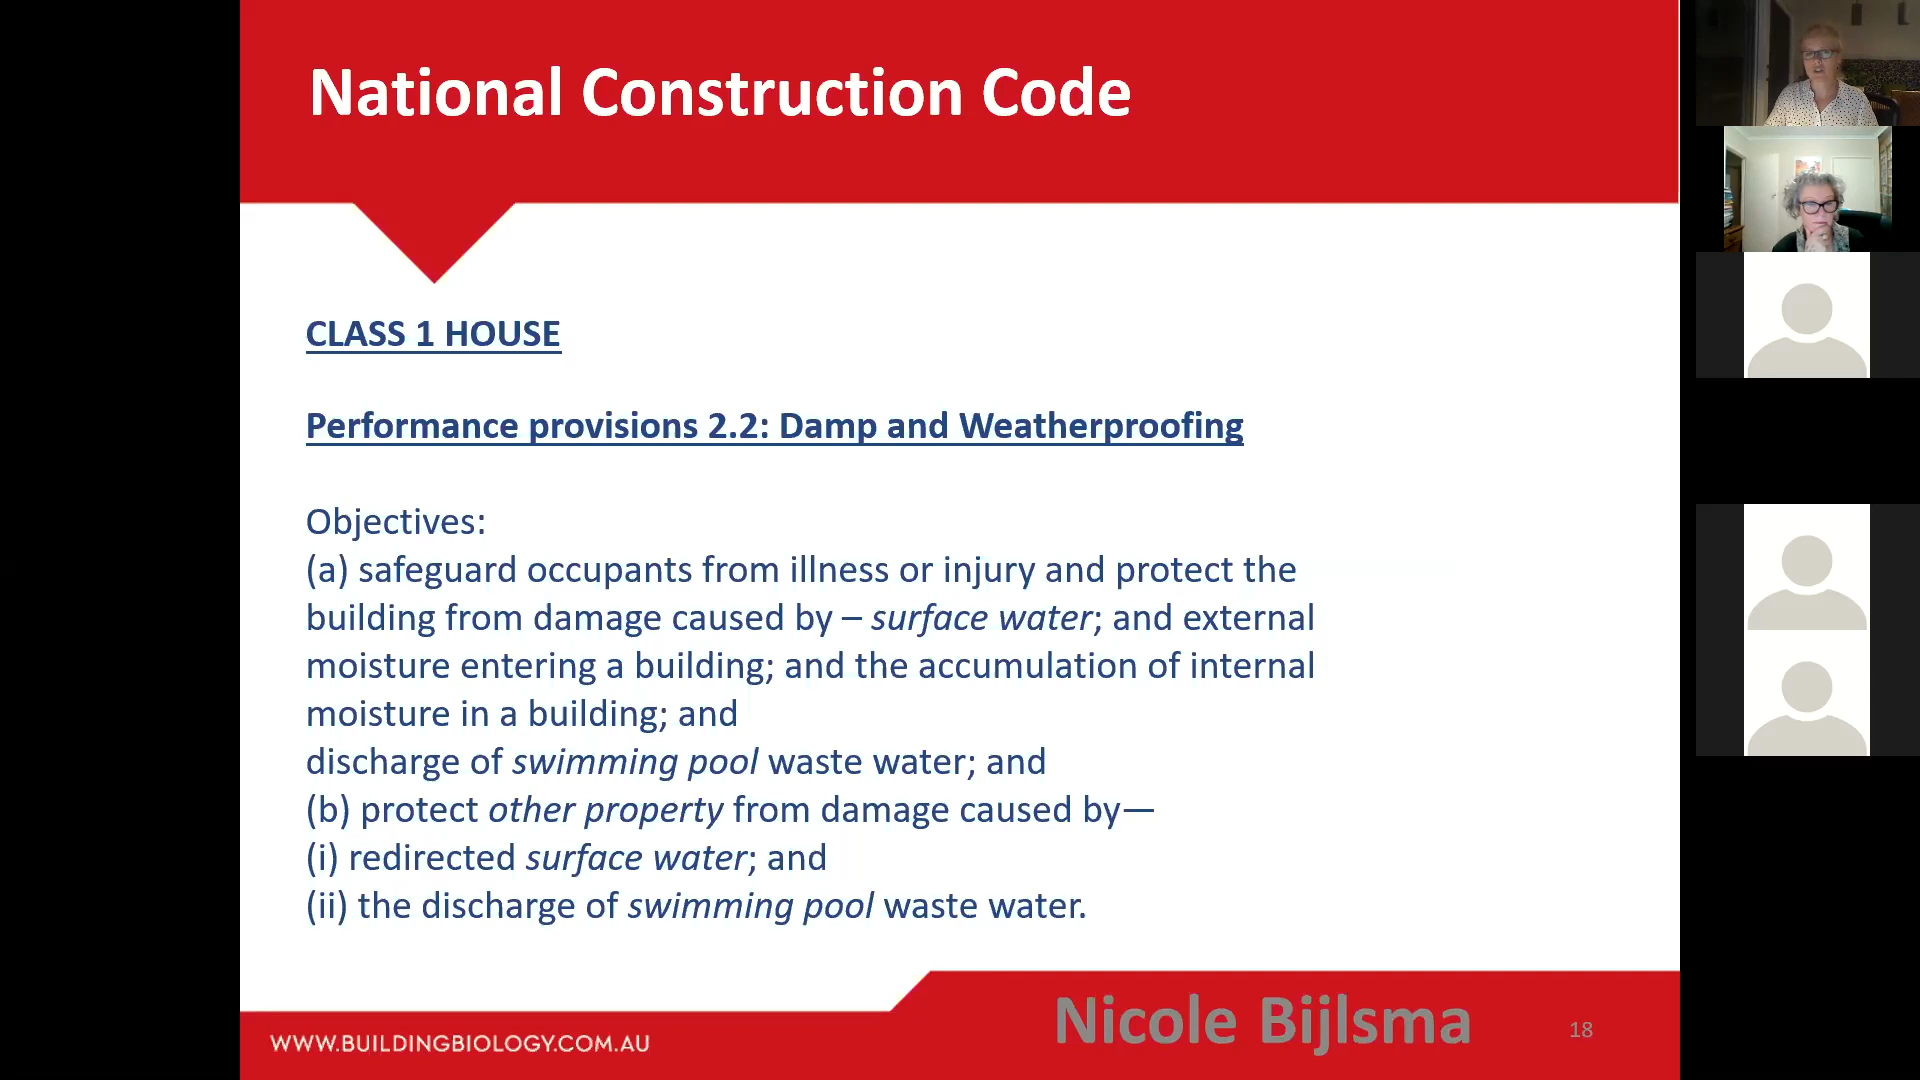 National Construction Code
CLASS 1 HOUSE
Performance provisions 2.2: Damp and Weatherproofing
Objectives:
(a) safeguard occupants from illness or injury and protect the
building from damage caused by – surface water; and external
moisture entering a building; and the accumulation of internal
moisture in a building; and
discharge of swimming pool waste water; and
(b) protect other property from damage caused by—
(i) redirected surface water; and
(ii) the discharge of swimming pool waste water.
WWW.BUILDINGBIOLOGY.COM.AU
Nicole Bijlsma
18